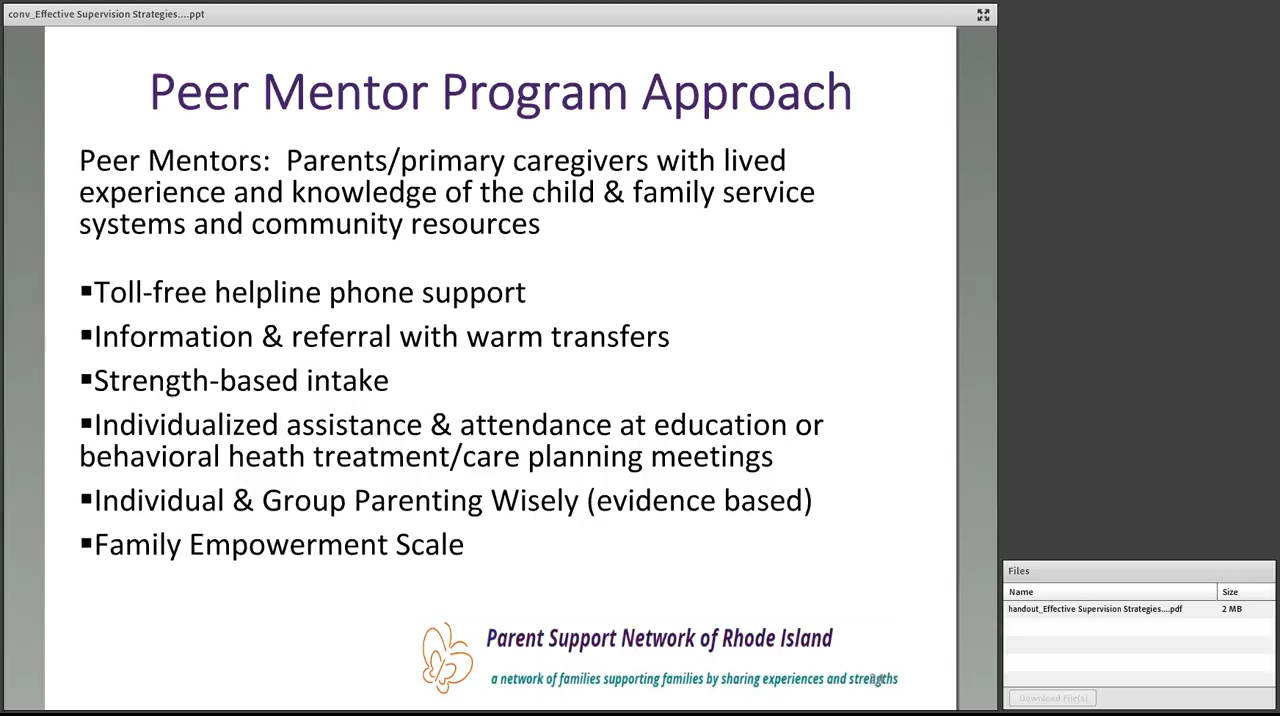 conv_Effective Supervision Strategies....ppt
Peer Mentor Program Approach
Peer Mentors:  Parents/primary caregivers with lived
experience and knowledge of the child & family service
systems and community resources
▪Toll-free helpline phone support
▪Information & referral with warm transfers
▪Strength-based intake
▪Individualized assistance & attendance at education or
behavioral heath treatment/care planning meetings
▪Individual & Group Parenting Wisely (evidence based)
▪Family Empowerment Scale
Parent Support Network of Rhode Island
a network of families supporting families by sharing experiences and strengths
Files
Name Size
handout_Effective Supervision Strategies....pdf 2 MB
Download File(s)